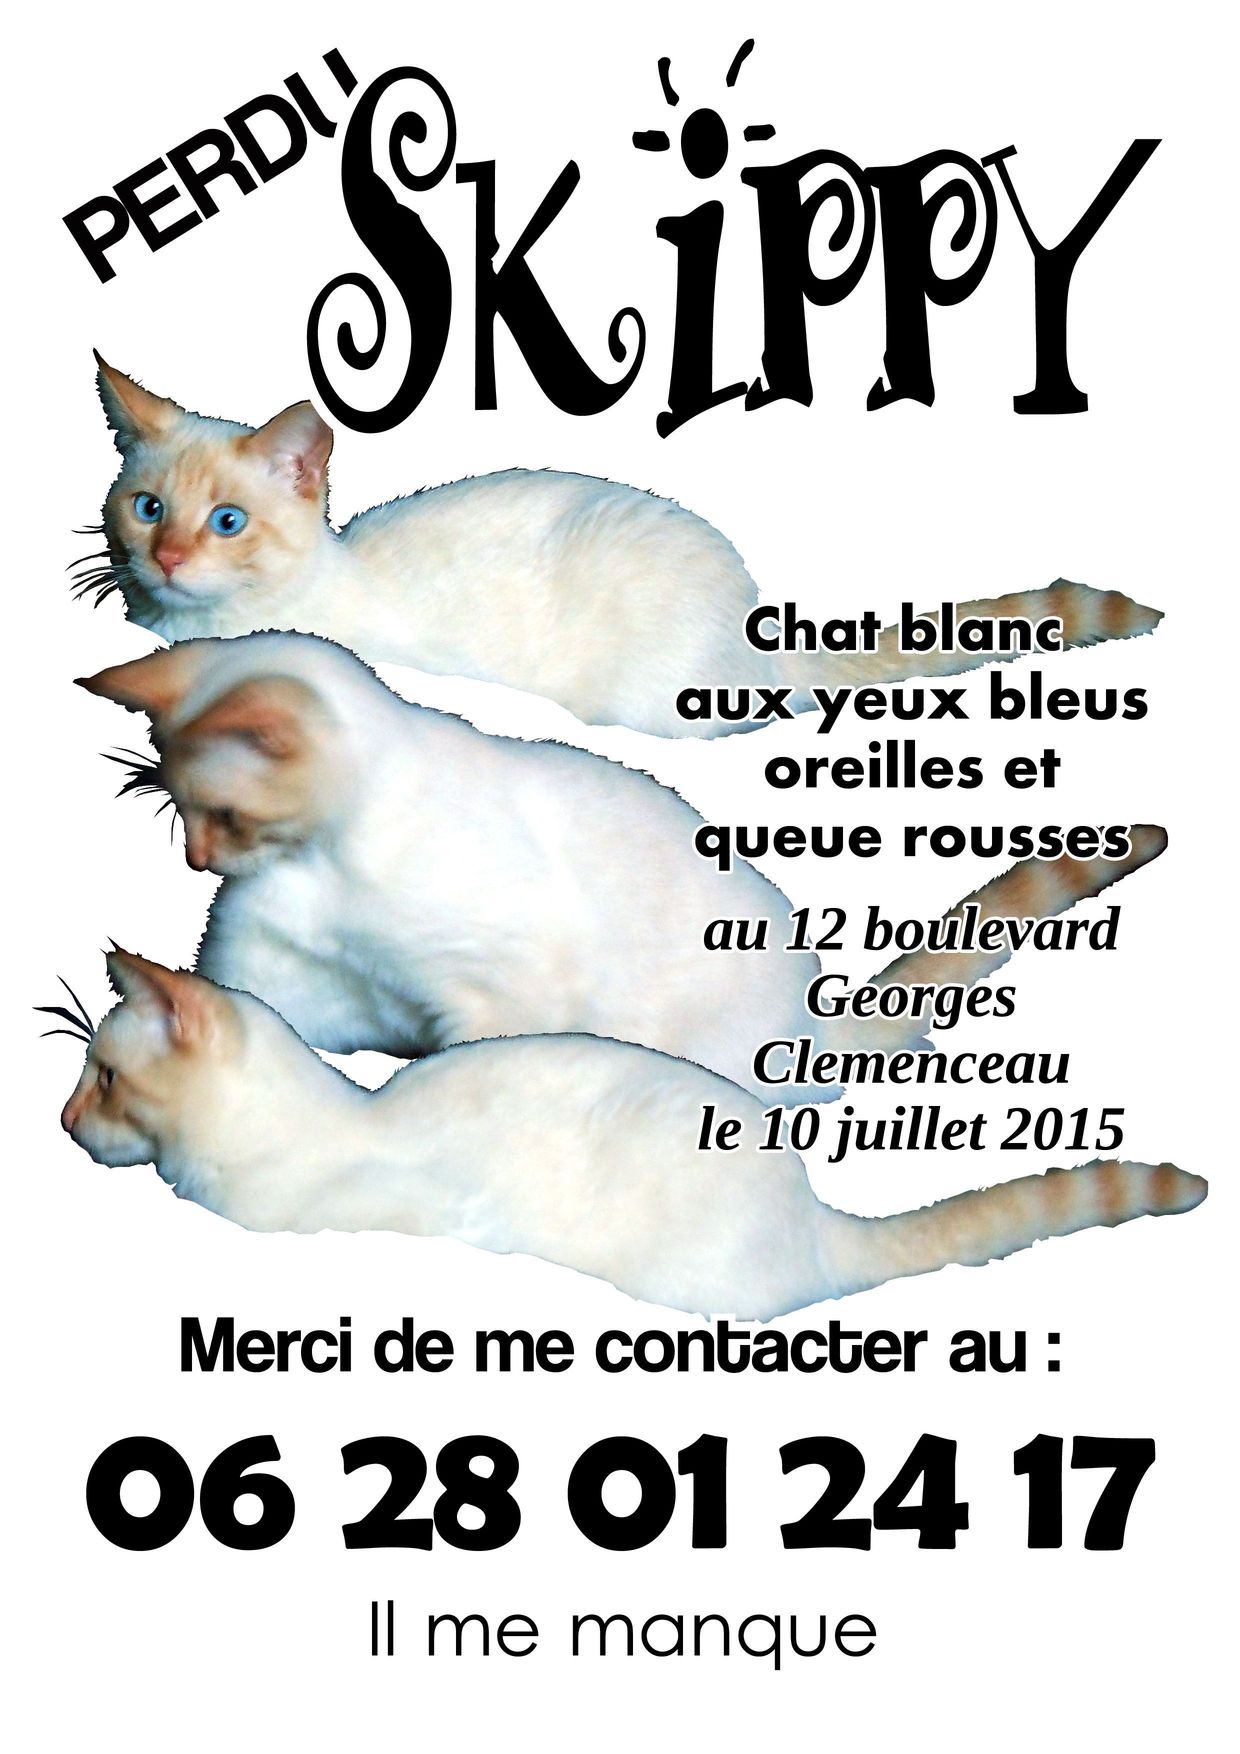 PERDU
SKiPPY
Chat blanc
aux yeux bleus
oreilles et
queue rousses
au 12 boulevard
Georges
Clemenceau
le 10 juillet 2015
Merci de me contacter au :
06 28 01 24 17
Il me manque